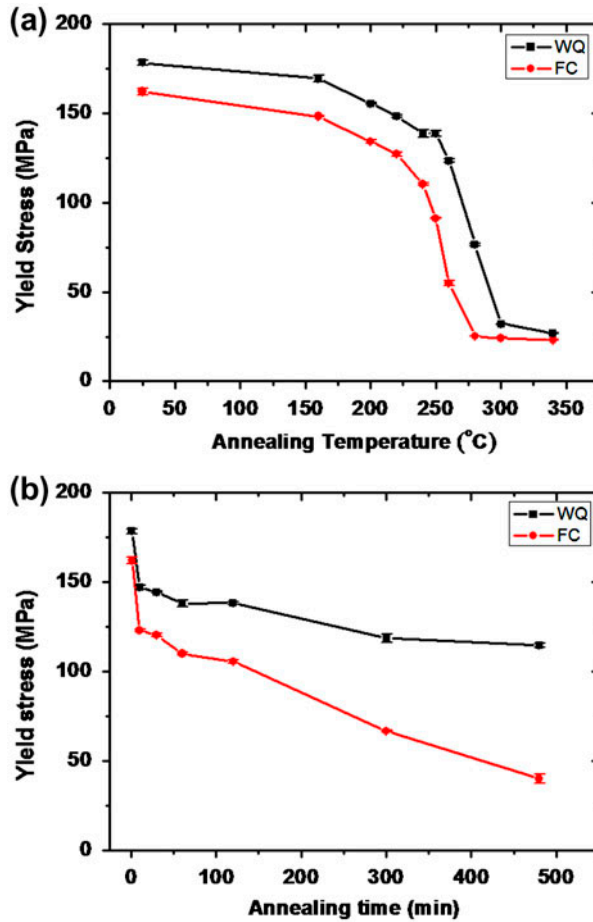 (a)
200
150
100
50
0
Yield Stress (MPa)
WQ
FC
0 50 100 150 200 250 300 350
Annealing Temperature (°C)
(b)
200
150
100
50
0
Yield stress (MPa)
WQ
FC
0 100 200 300 400 500
Annealing time (min)